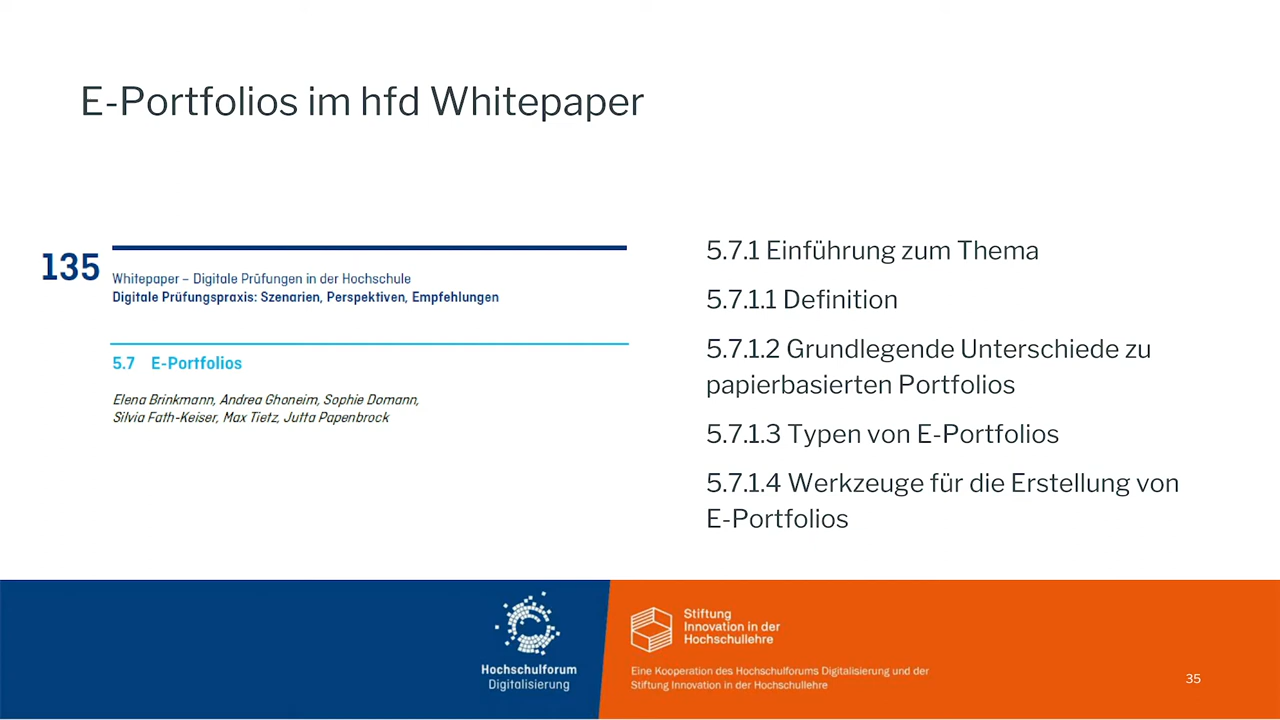 E-Portfolios im hfd Whitepaper
135
Whitepaper – Digitale Prüfungen in der Hochschule
Digitale Prüfungspraxis: Szenarien, Perspektiven, Empfehlungen
5.7 E-Portfolios
Elena Brinkmann, Andrea Ghoneim, Sophie Domann,
Silvia Fath-Keiser, Max Tietz, Jutta Papenbrock
5.7.1 Einführung zum Thema
5.7.1.1 Definition
5.7.1.2 Grundlegende Unterschiede zu
papierbasierten Portfolios
5.7.1.3 Typen von E-Portfolios
5.7.1.4 Werkzeuge für die Erstellung von
E-Portfolios
Hochschulforum
Digitalisierung
Stiftung
Innovation in der
Hochschullehre
Eine Kooperation des Hochschulforums Digitalisierung und der
Stiftung Innovation in der Hochschullehre
35